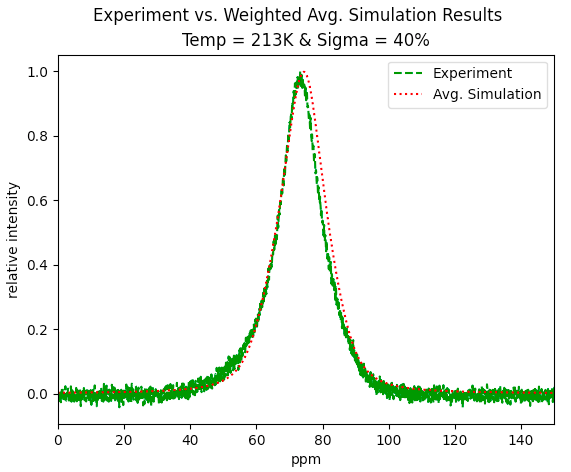 Experiment vs. Weighted Avg. Simulation Results
Temp = 213K & Sigma = 40%
Experiment
Avg. Simulation
1.0
0.8
0.6
0.4
0.2
0.0
relative intensity
0 20 40 60 80 100 120 140
ppm